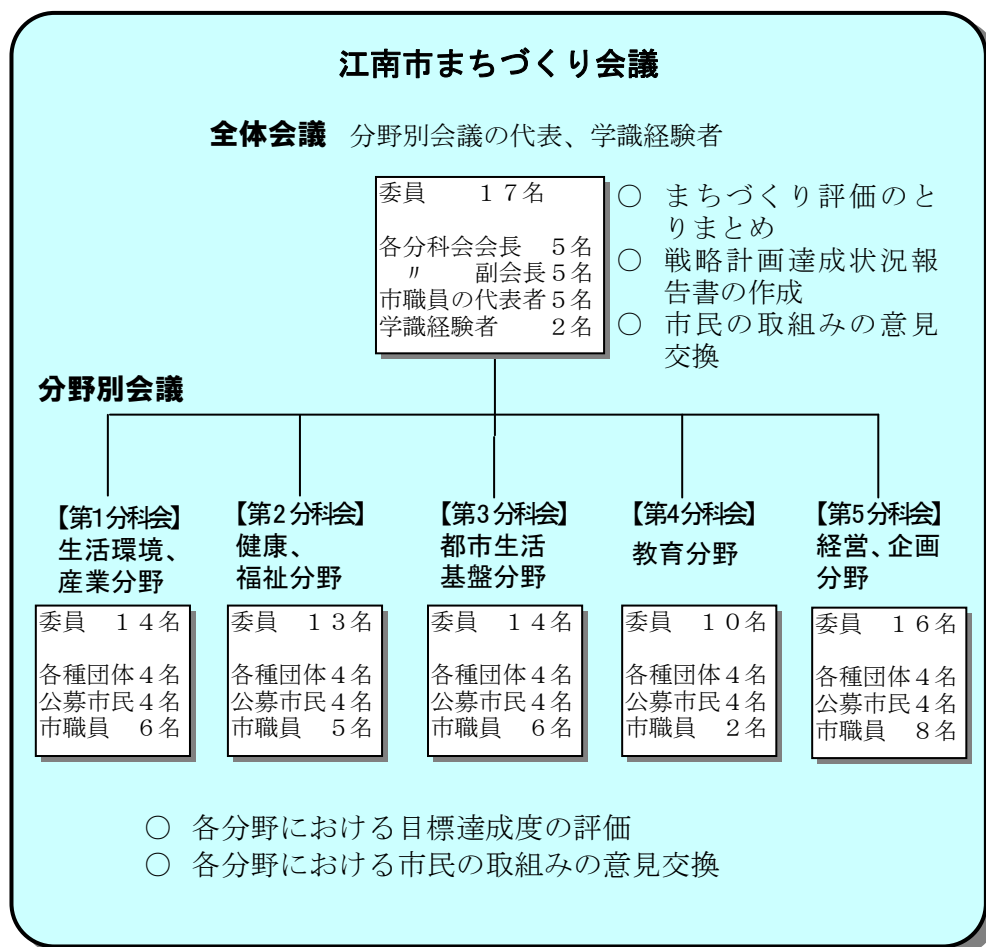 江南市まちづくり会議
全体会議 分野別会議の代表、学識経験者
委員 17名
各分科会会長 5名
〃 副会長5名
市職員の代表者5名
学識経験者 2名
○ まちづくり評価のと
りまとめ
○ 戦略計画達成状況報
告書の作成
○ 市民の取組みの意見
交換
分野別会議
【第1分科会】
生活環境、
産業分野
委員 14名
各種団体4名
公募市民4名
市職員 6名
【第2分科会】
健康、
福祉分野
委員 13名
各種団体4名
公募市民4名
市職員 5名
【第3分科会】
都市生活
基盤分野
委員 14名
各種団体4名
公募市民4名
市職員 6名
【第4分科会】
教育分野
委員 10名
各種団体4名
公募市民4名
市職員 2名
【第5分科会】
経営、企画
分野
委員 16名
各種団体4名
公募市民4名
市職員 8名
○ 各分野における目標達成度の評価
○ 各分野における市民の取組みの意見交換